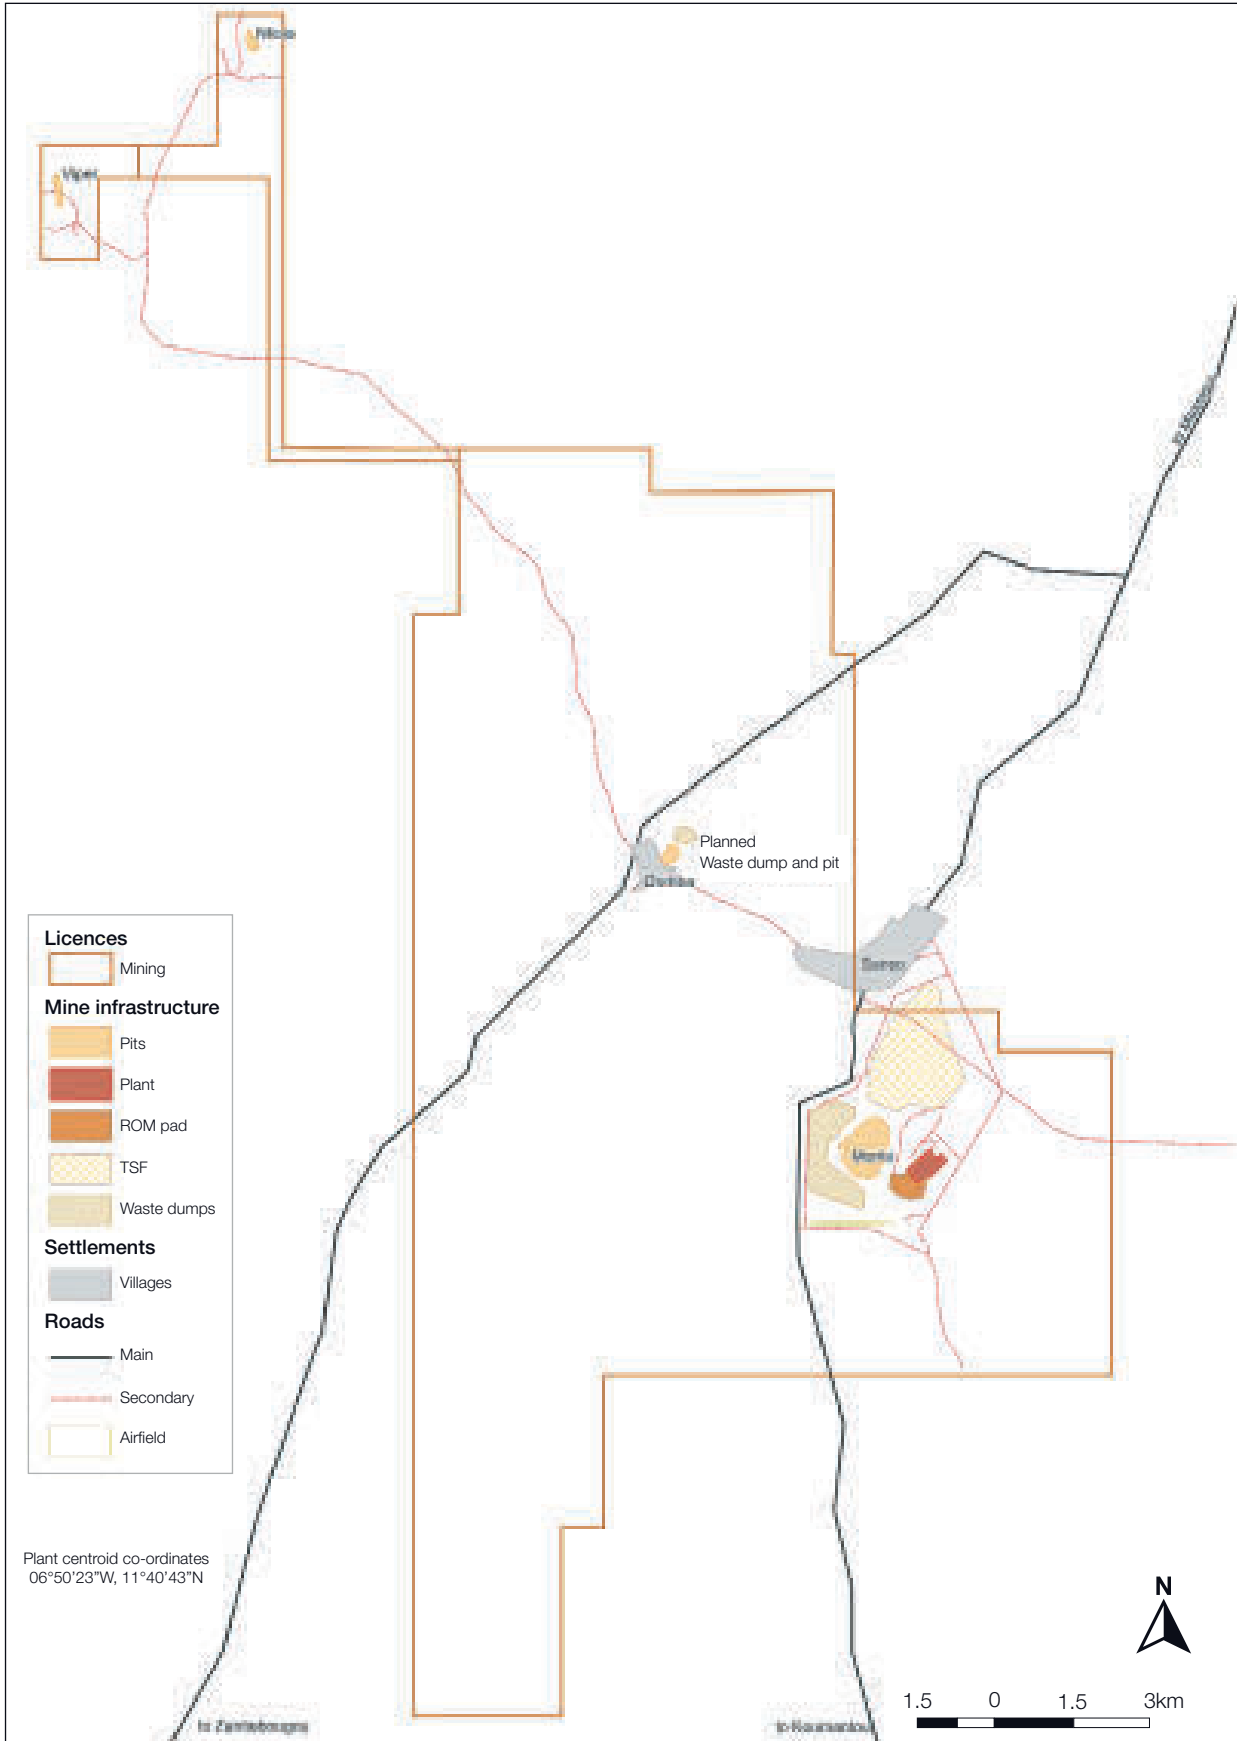 Viper
Planned
Waste dump and pit
Licences
Mining
Mine infrastructure
Pits
Plant
ROM pad
TSF
Waste dumps
Settlements
Villages
Roads
Main
Secondary
Airfield
Plant centroid co-ordinates
06°50’23”W, 11°40’43”N
N
1.5 0 1.5 3km